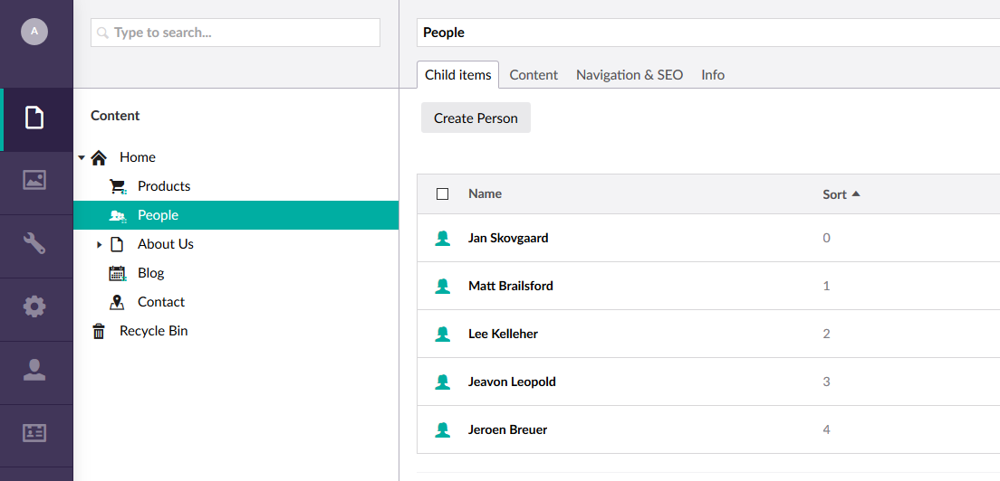 A
Type to search...
Content
Home
Products
People
About Us
Blog
Contact
Recycle Bin
People
Child items Content Navigation & SEO Info
Create Person
Name Sort
Jan Skovgaard 0
Matt Brailsford 1
Lee Kelleher 2
Jeavon Leopold 3
Jeroen Breuer 4